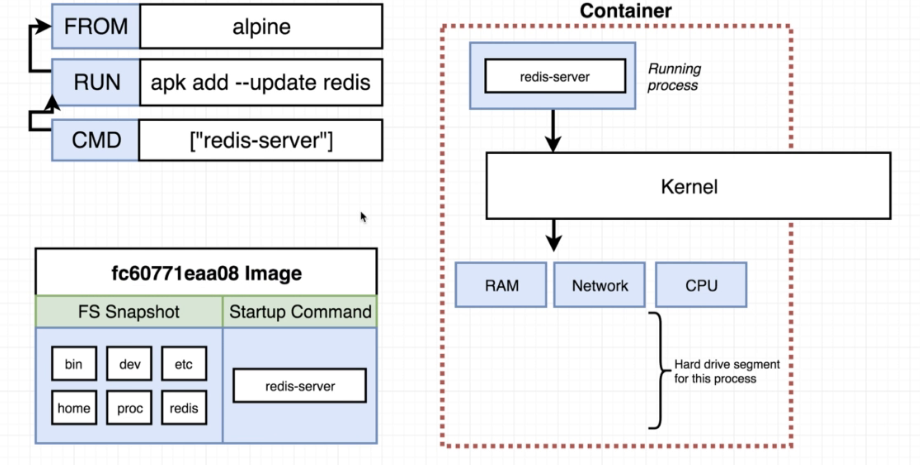 FROM alpine
RUN apk add --update redis
CMD ["redis-server"]
fc60771eaa08 Image
FS Snapshot Startup Command
bin dev etc
home proc redis
redis-server
Container
redis-server
Running
process
Kernel
RAM Network CPU
Hard drive segment
for this process